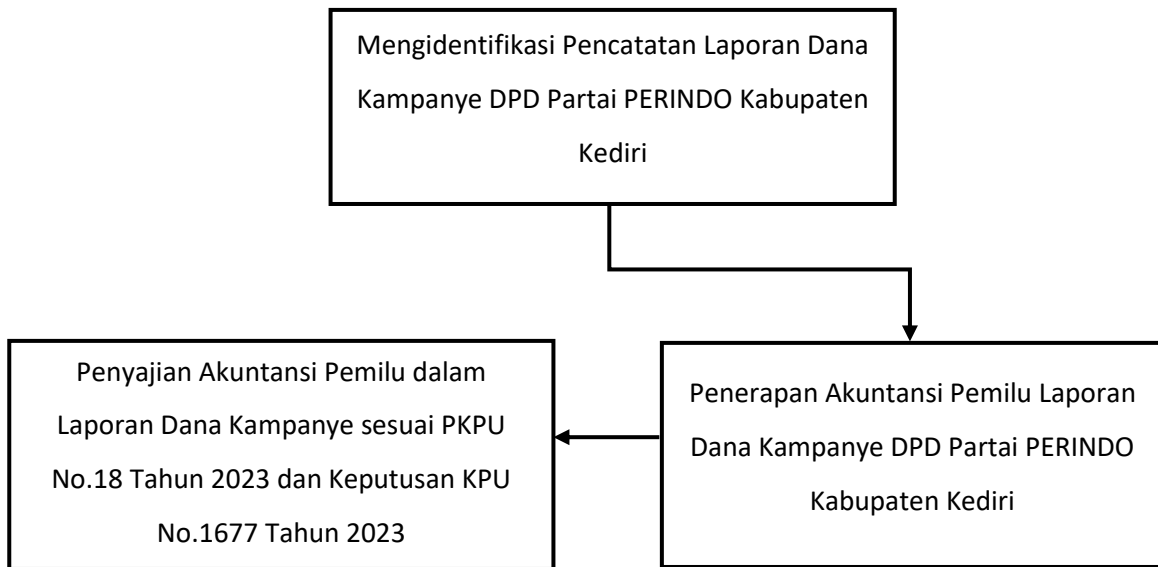 Mengidentifikasi Pencatatan Laporan Dana
Kampanye DPD Partai PERINDO Kabupaten
Kediri
Penerapan Akuntansi Pemilu Laporan
Dana Kampanye DPD Partai PERINDO
Kabupaten Kediri
Penyajian Akuntansi Pemilu dalam
Laporan Dana Kampanye sesuai PKPU
No.18 Tahun 2023 dan Keputusan KPU
No.1677 Tahun 2023